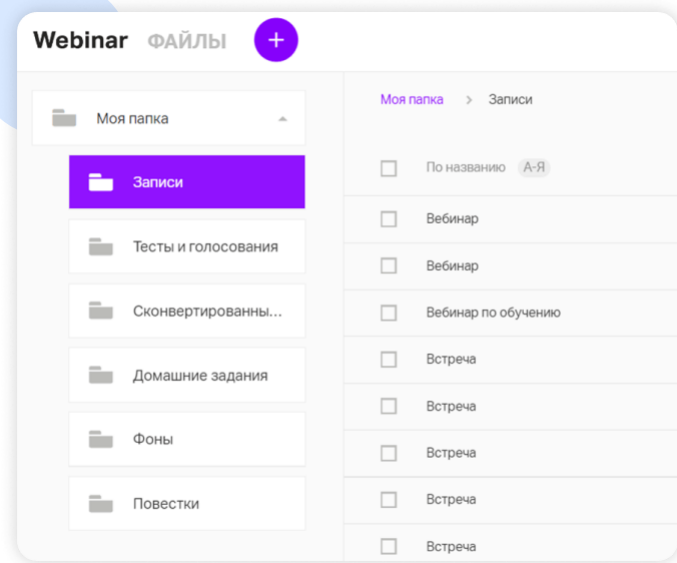 Webinar ФАЙЛЫ +
Моя папка
Записи
Тесты и голосования
Сконвертированны...
Домашние задания
Фоны
Повестки
Моя папка > Записи
По названию А-Я
Вебинар
Вебинар
Вебинар по обучению
Встреча
Встреча
Встреча
Встреча
Встреча